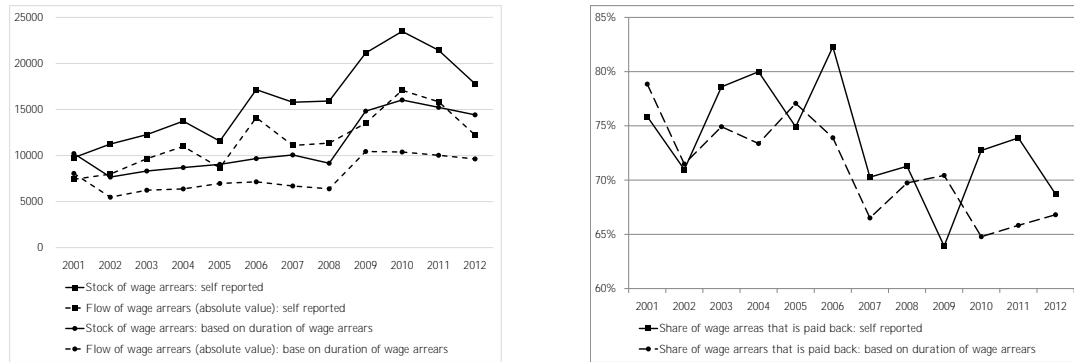 25000
20000
15000
10000
5000
0
2001 2002 2003 2004 2005 2006 2007 2008 2009 2010 2011 2012
Stock of wage arrears: self reported
Flow of wage arrears (absolute value): self reported
Stock of wage arrears: based on duration of wage arrears
Flow of wage arrears (absolute value): base on duration of wage arrears
85%
80%
75%
70%
65%
60%
2001 2002 2003 2004 2005 2006 2007 2008 2009 2010 2011 2012
Share of wage arreas that is paid back: self reported
Share of wage arrears that is paid back: based on duration of wage arrears